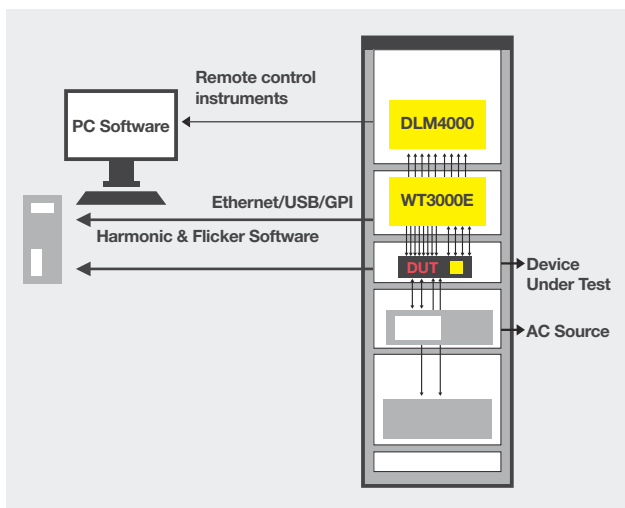 Remote control
instruments
PC Software
DLM4000
Ethernet/USB/GPI
WT3000E
Harmonic & Flicker Software
DUT
Device
Under Test
AC Source